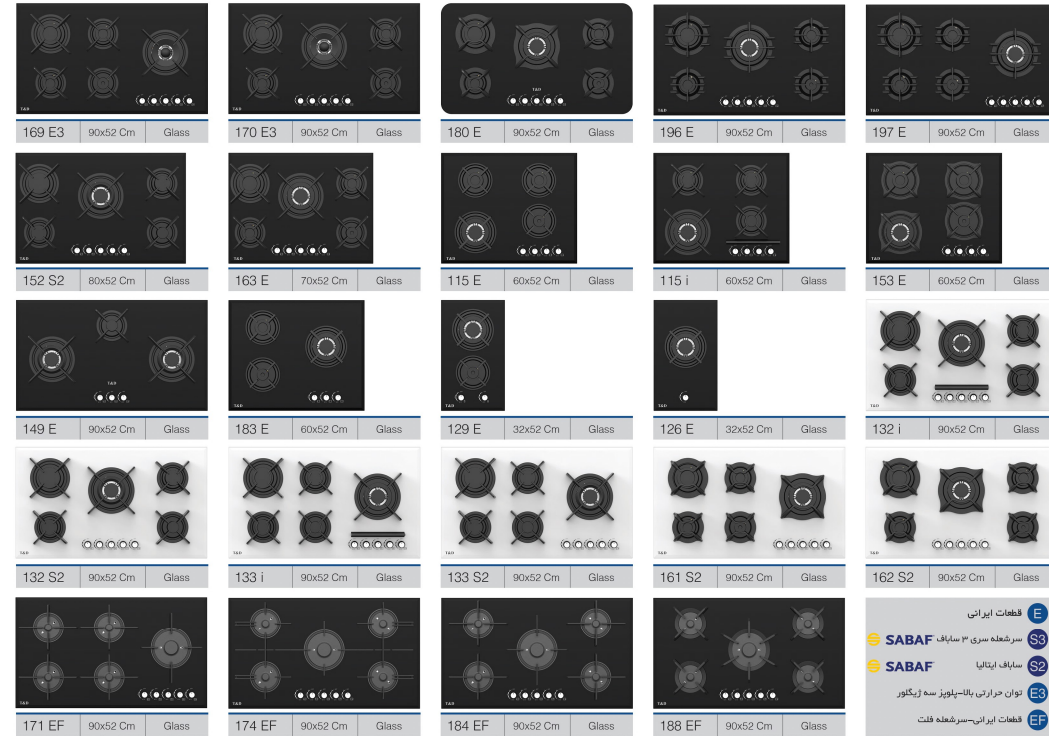 T&D
T&D
T&D
T&D
T&D
169 E3 90x52 Cm Glass
170 E3 90x52 Cm Glass
180 E 90x52 Cm Glass
196 E 90x52 Cm Glass
197 E 90x52 Cm Glass
T&D
T&D
T&D
T&D
T&D
152 S2 80x52 Cm Glass
163 E 70x52 Cm Glass
115 E 60x52 Cm Glass
115 i 60x52 Cm Glass
153 E 60x52 Cm Glass
T&D
T&D
T&D
T&D
T&D
149 E 90x52 Cm Glass
183 E 60x52 Cm Glass
129 E 32x52 Cm Glass
126 E 32x52 Cm Glass
132 i 90x52 Cm Glass
T&D
T&D
T&D
T&D
T&D
132 S2 90x52 Cm Glass
133 i 90x52 Cm Glass
133 S2 90x52 Cm Glass
161 S2 90x52 Cm Glass
162 S2 90x52 Cm Glass
T&D
T&D
T&D
T&D
171 EF 90x52 Cm Glass
174 EF 90x52 Cm Glass
184 EF 90x52 Cm Glass
188 EF 90x52 Cm Glass
E قطعات ایرانی
S3 سرشعله سری ۳ ساباف SABAF
S2 ساباف ایتالیا SABAF
E3 توان حرارتی بالا-پلوپز سه ژیگلور
EF قطعات ایرانی-سرشعله فلت